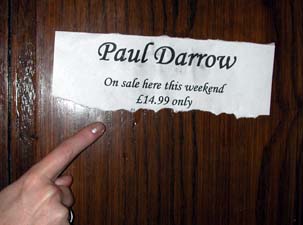 Paul Darrow
On sale here this weekend
£14.99 only